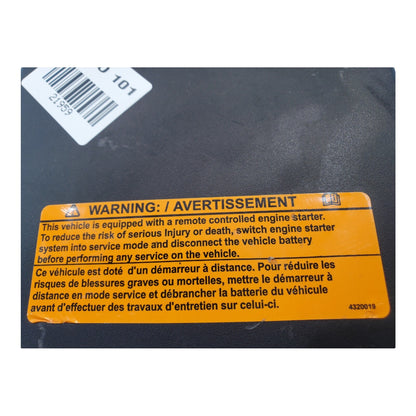 D 101
21959
WARNING: / AVERTISSEMENT
This vehicle is equipped with a remote controlled engine starter.
To reduce the risk of serious Injury or death, switch engine starter
system into service mode and disconnect the vehicle battery
before performing any service on the vehicle.
Ce véhicule est doté d'un démarreur à distance. Pour réduire les
risques de blessures graves ou mortelles, mettre le démarreur à
distance en mode service et débrancher la batterie du véhicule
avant d'effectuer des travaux d'entretien sur celui-ci.
4320019